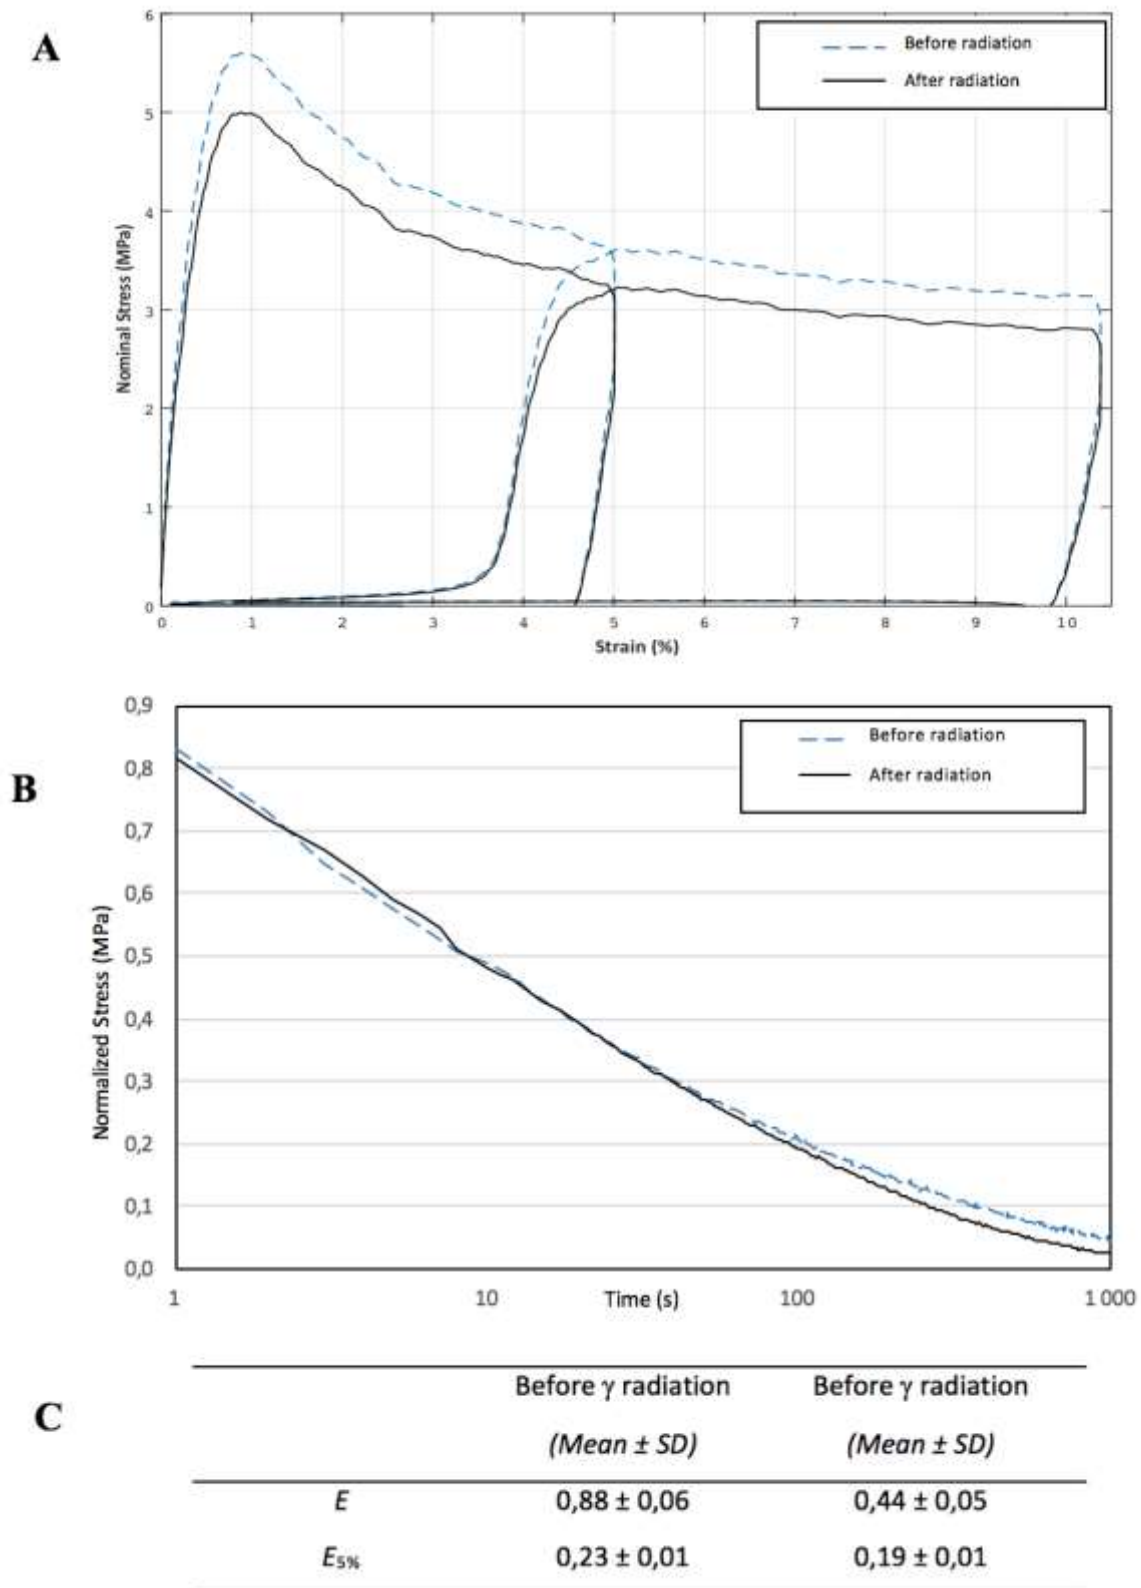 A
6
5
4
3
2
1
0
Nominal Stress (MPa)
Before radiation
After radiation
0 1 2 3 4 5 6 7 8 9 10
Strain (%)
B
0,9
0,8
0,7
0,6
0,5
0,4
0,3
0,2
0,1
0,0
Normalized Stress (MPa)
Before radiation
After radiation
1 10 Time (s) 100 1 000
C
Before γ radiation Before γ radiation
(Mean ± SD) (Mean ± SD)
E 0,88 ± 0,06 0,44 ± 0,05
E5% 0,23 ± 0,01 0,19 ± 0,01